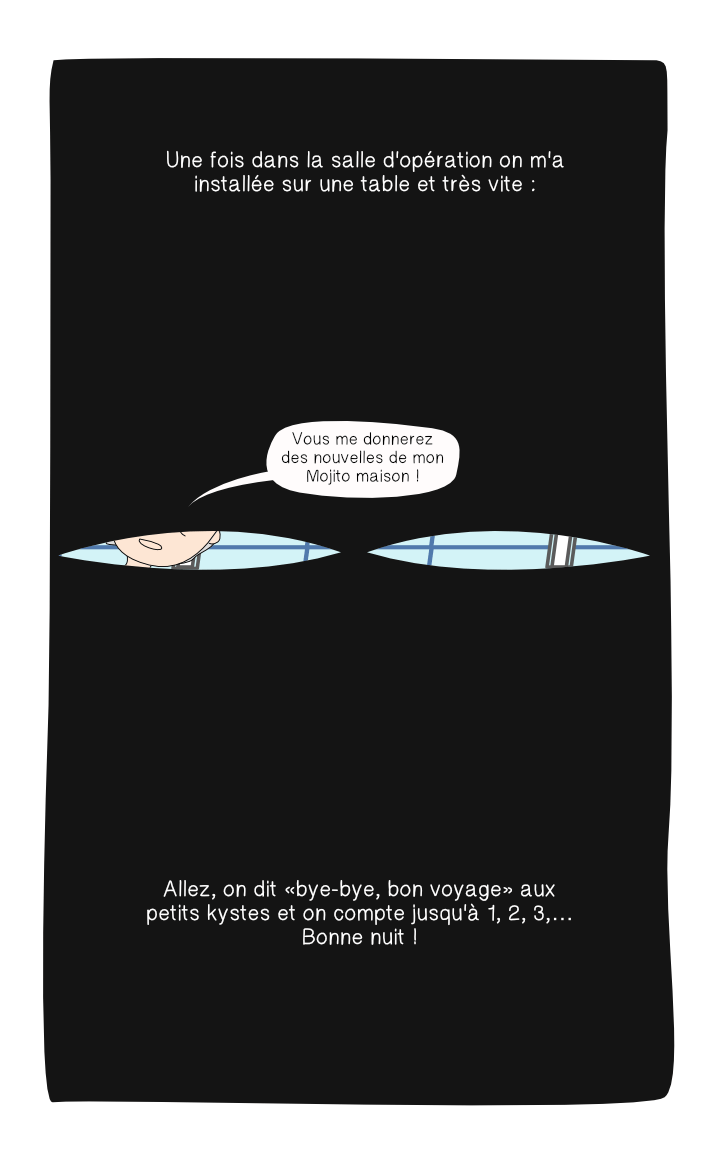 Une fois dans la salle d'opération on m'a
installée sur une table et très vite :
Vous me donnerez
des nouvelles de mon
Mojito maison !
Allez, on dit «bye-bye, bon voyage» aux
petits kystes et on compte jusqu'à 1, 2, 3,...
Bonne nuit !